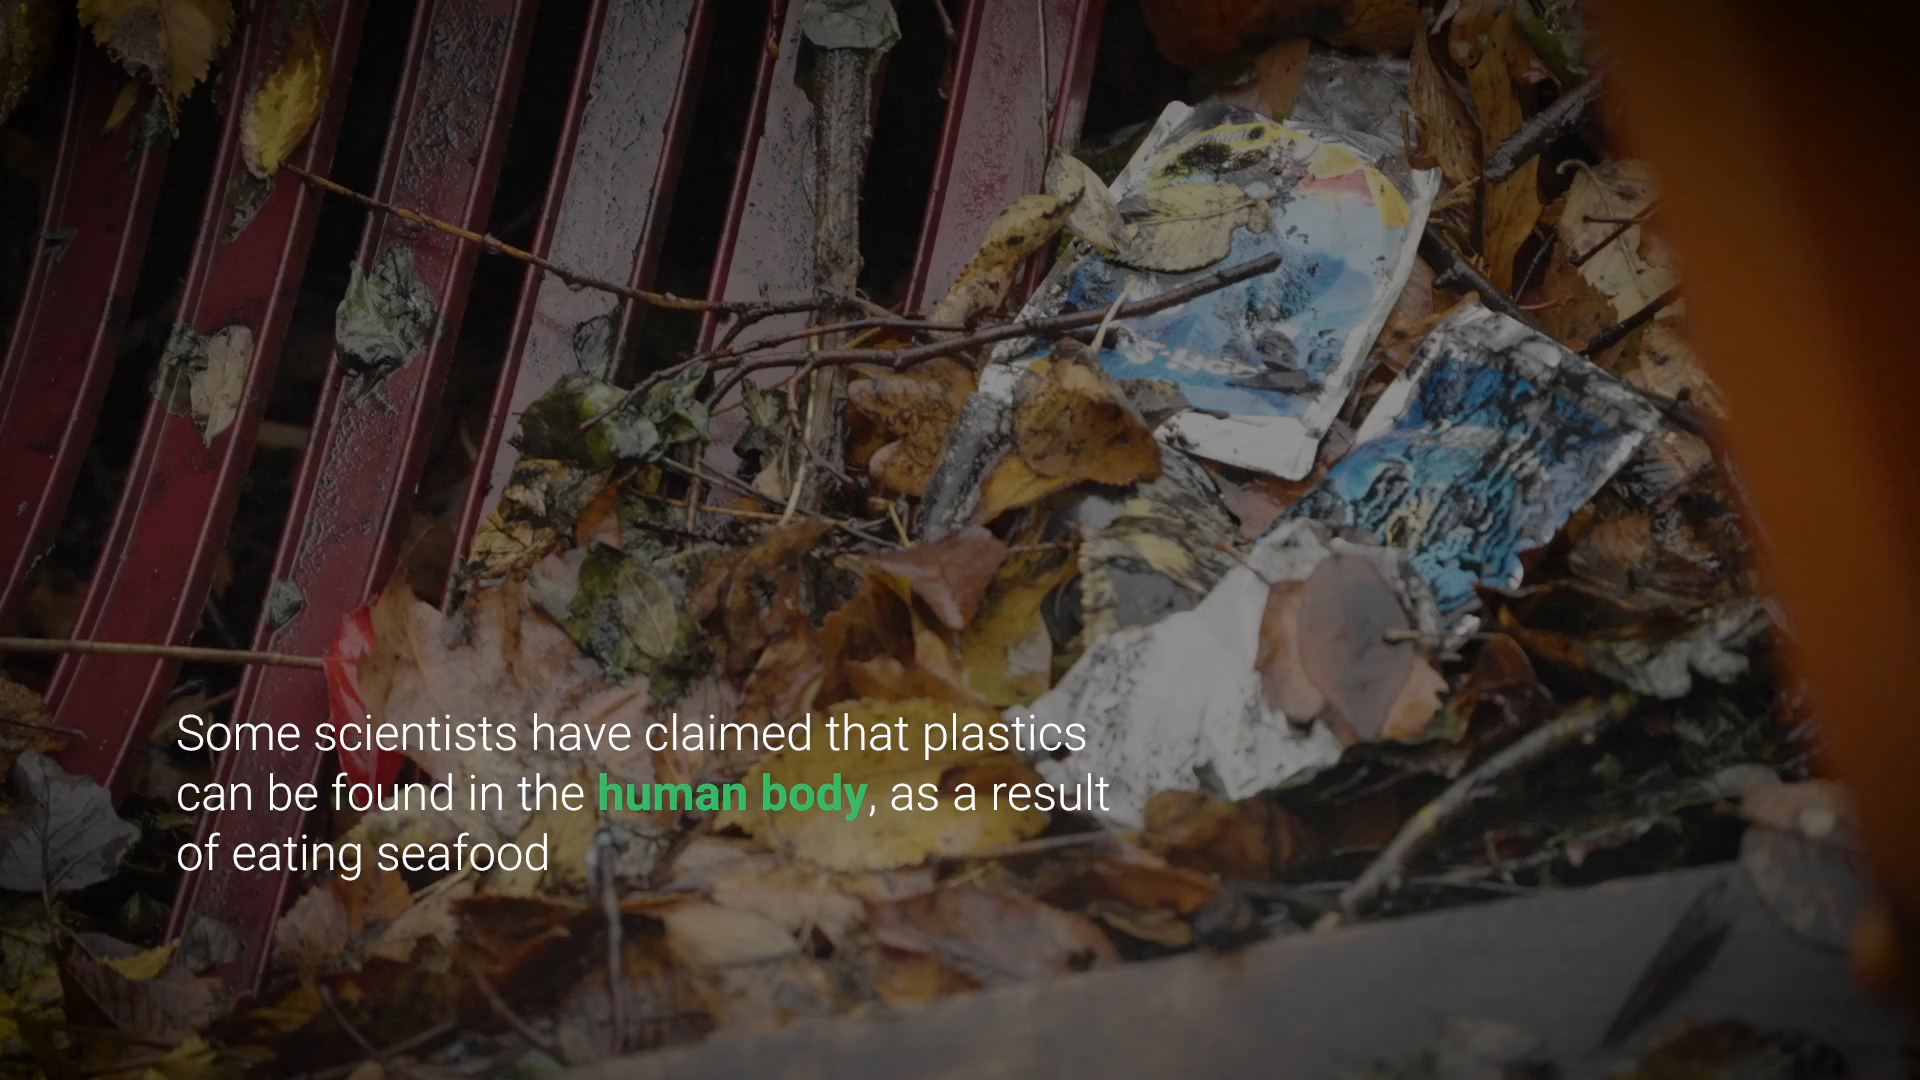 Some scientists have claimed that plastics
can be found in the human body, as a result
of eating seafood